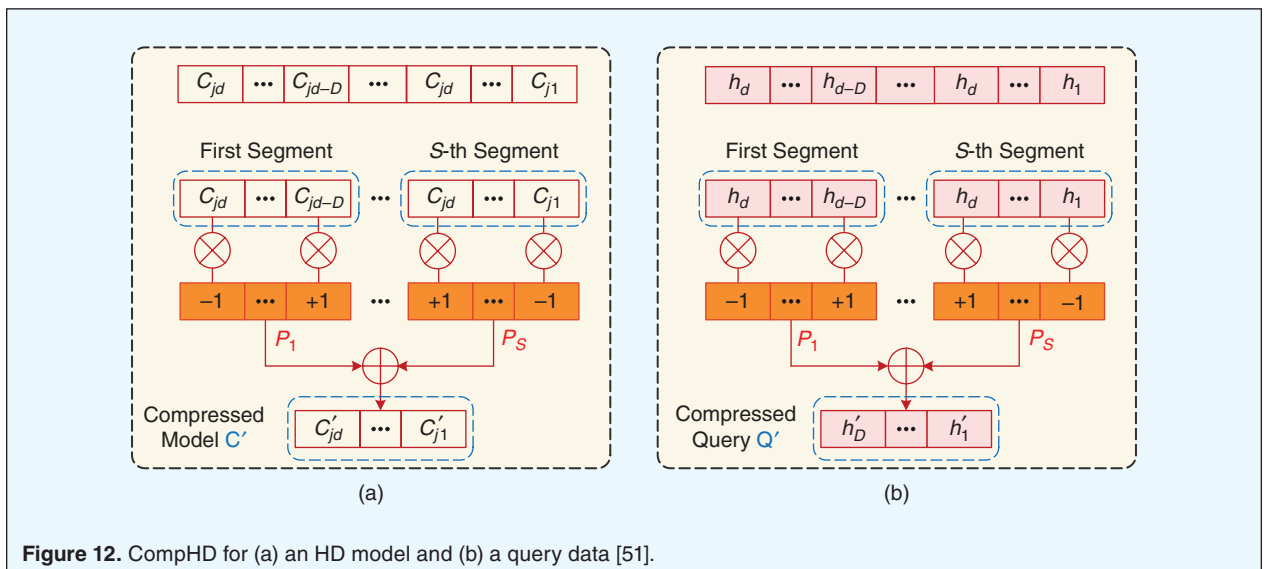 C_jd ... C_jd–D ... C_jd ... C_j1
First Segment S-th Segment
C_jd ... C_jd–D ... C_jd ... C_j1
–1 ... +1 ... +1 ... –1
P_1 P_S
Compressed
Model C′
C′_jd ... C′_j1
(a)
h_d ... h_d–D ... h_d ... h_1
First Segment S-th Segment
h_d ... h_d–D ... h_d ... h_1
–1 ... +1 ... +1 ... –1
P_1 P_S
Compressed
Query Q′
h′_D ... h′_1
(b)
Figure 12. CompHD for (a) an HD model and (b) a query data [51].